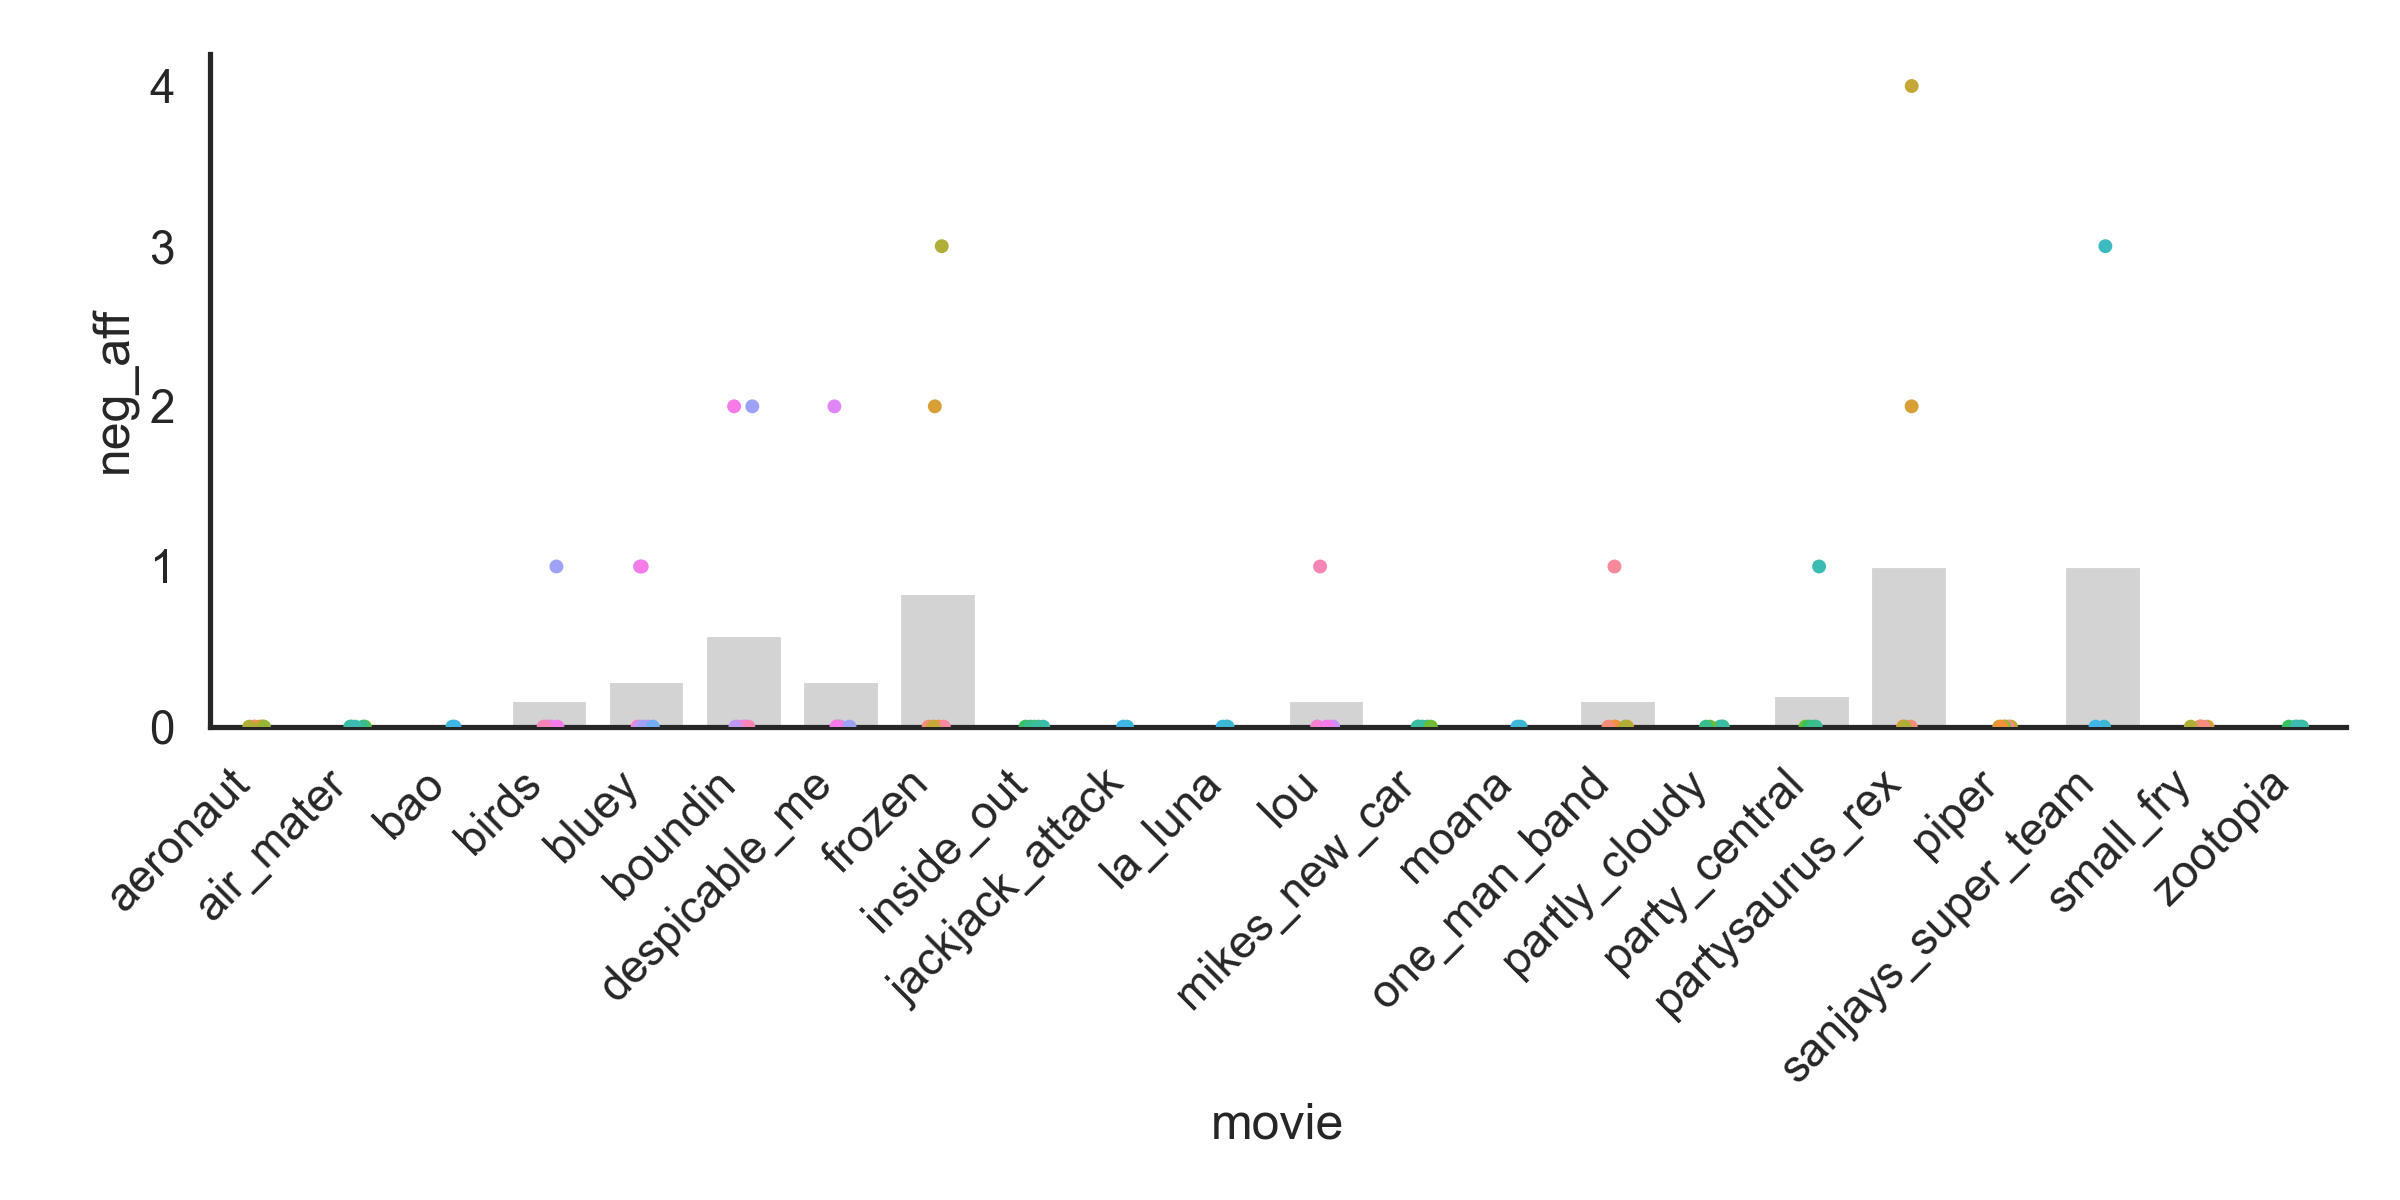 4
3
2
1
0
neg_aff
aeronaut
air_mater
bao
birds
bluey
boundin
despicable_me
frozen
inside_out
jackjack_attack
la_luna
lou
mikes_new_car
moana
one_man_band
partly_cloudy
party_central
partysaurus_rex
piper
sanjays_super_team
small_fry
zootopia
movie